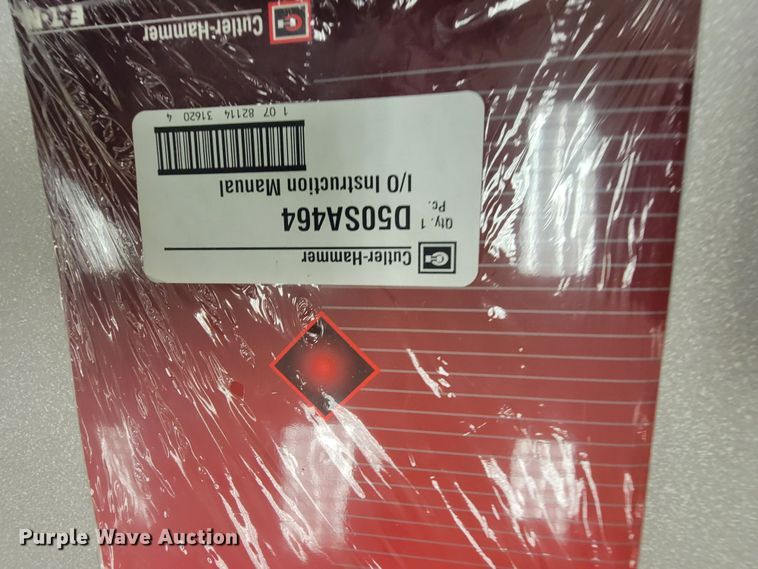 Cutler-Hammer
Qty. 1
Pc.
D50SA464
I/O Instruction Manual
1 07 82114 31620 4
Cutler-Hammer
Purple Wave Auction